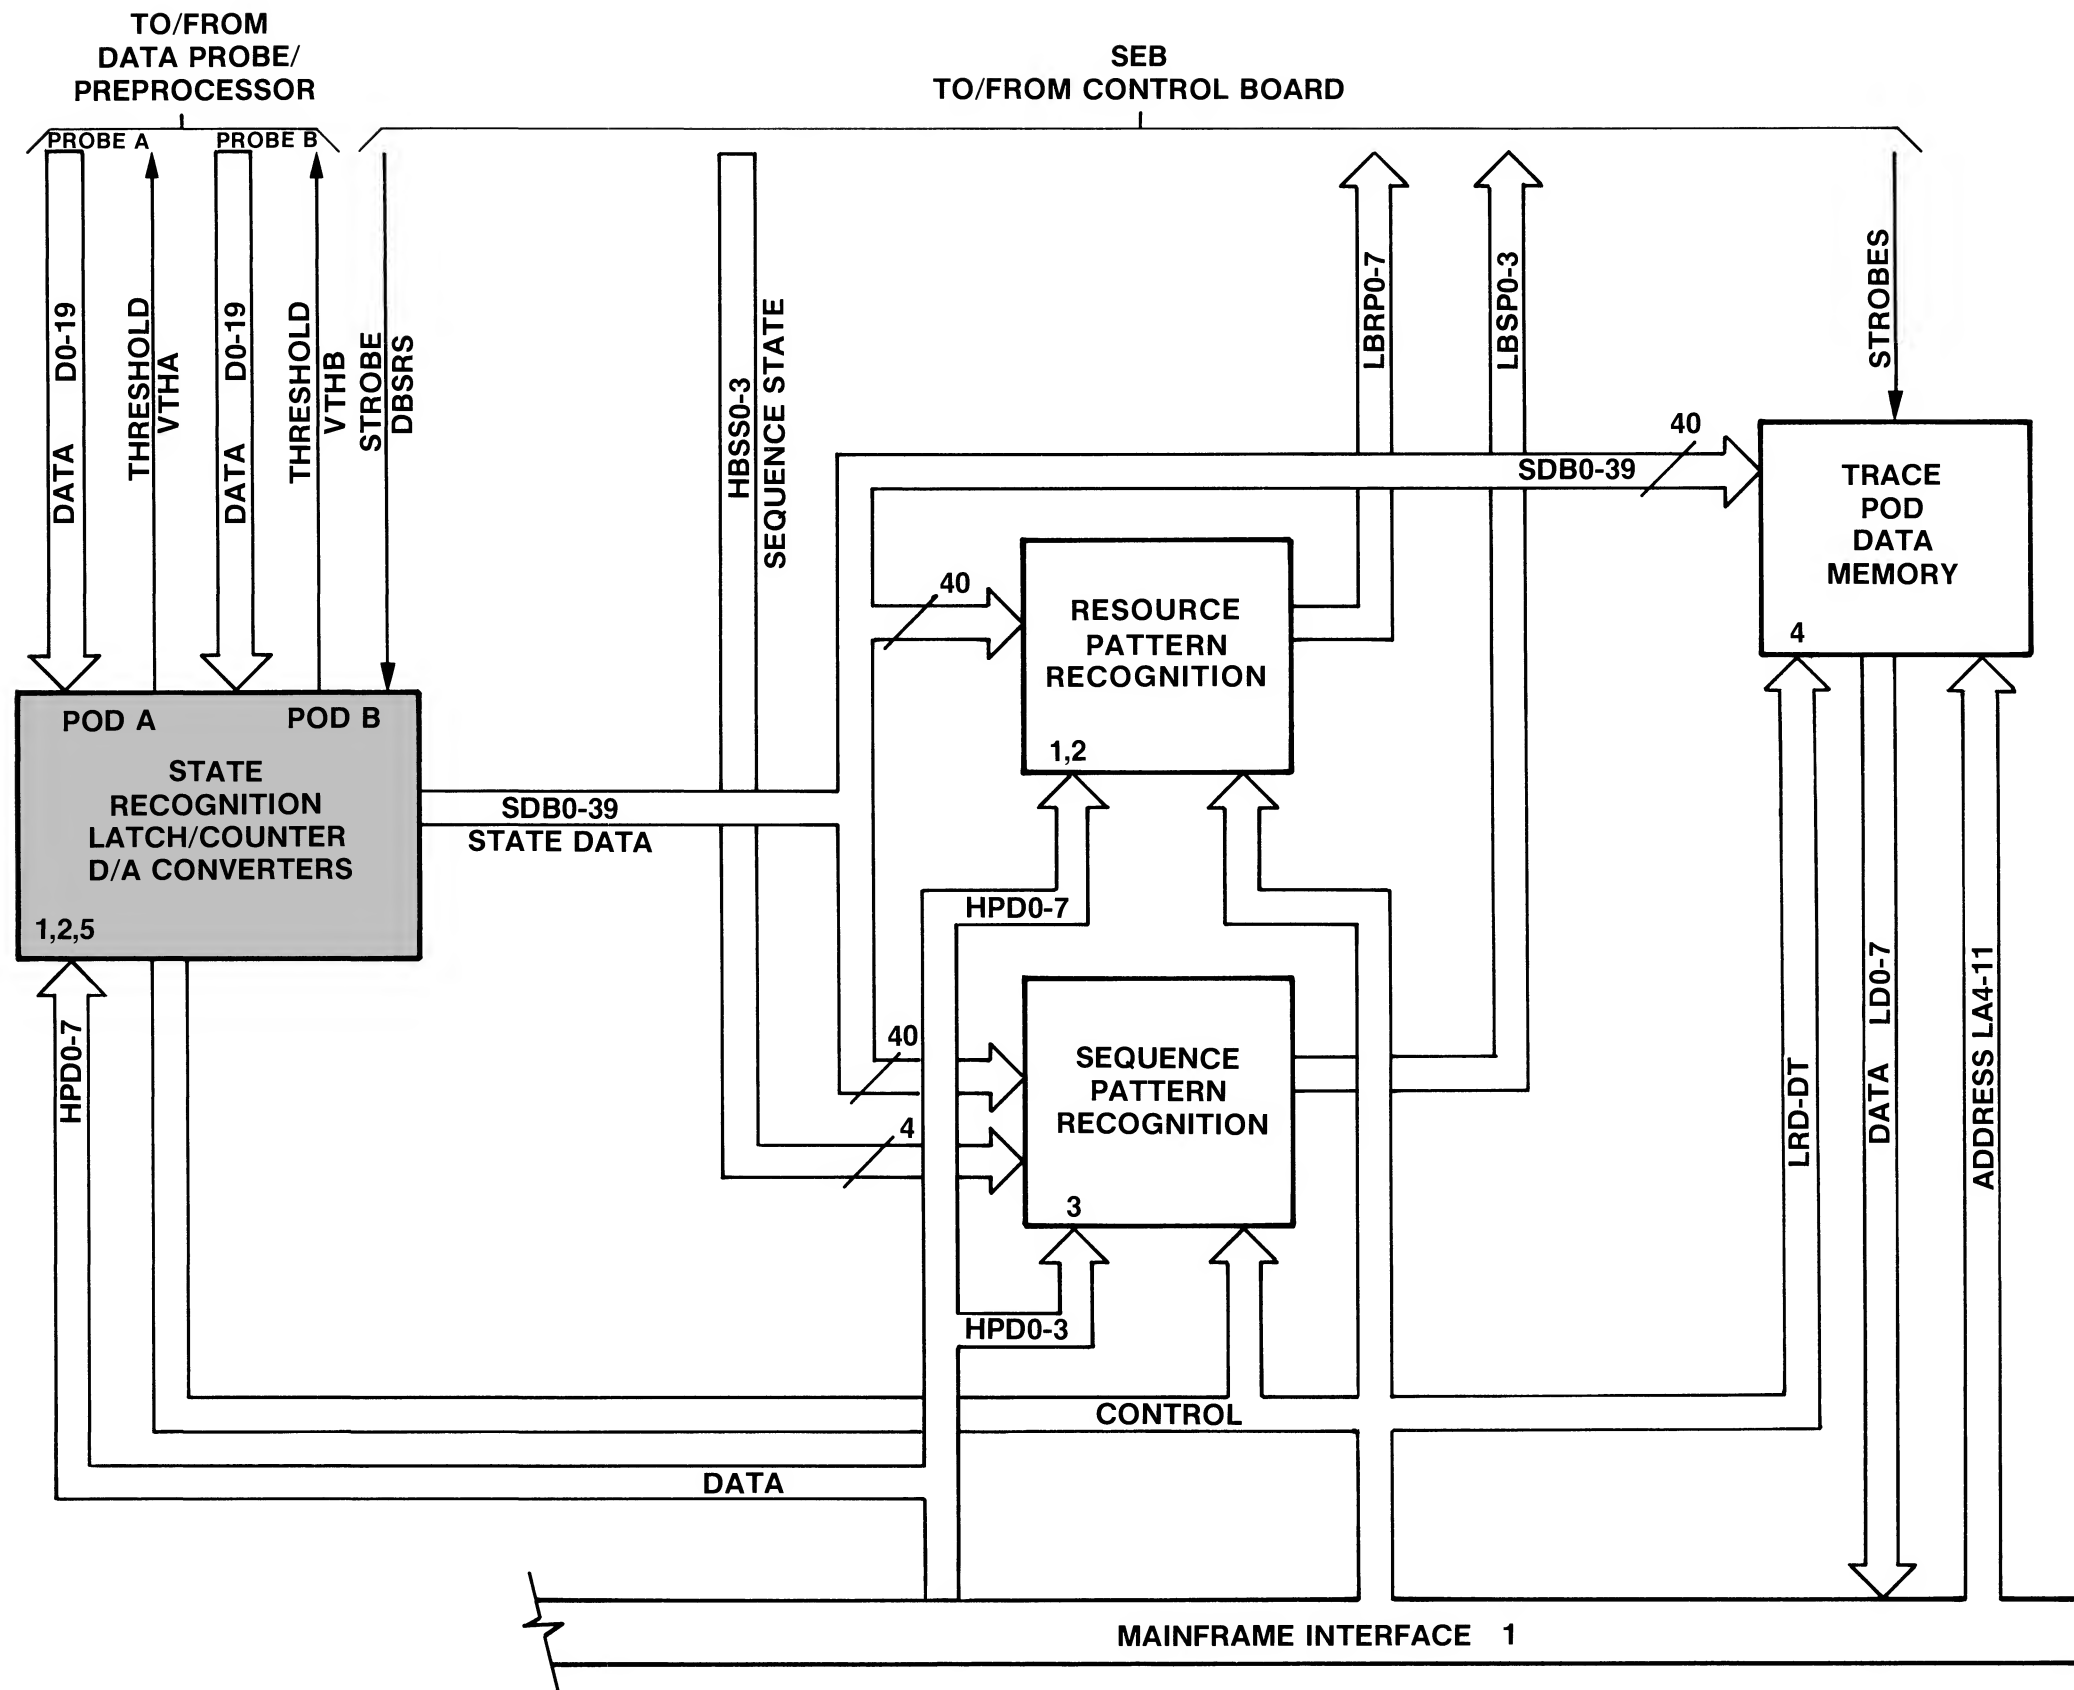 TO/FROM
DATA PROBE/
PREPROCESSOR
SEB
TO/FROM CONTROL BOARD
PROBE A
PROBE B
DATA D0-19
THRESHOLD
VTHA
DATA D0-19
THRESHOLD
VTHB
STROBE
DBSRS
HBSS0-3
SEQUENCE STATE
LBRP0-7
LBSP0-3
STROBES
40
SDB0-39
TRACE
POD
DATA
MEMORY
4
40
RESOURCE
PATTERN
RECOGNITION
1,2
POD A
POD B
STATE
RECOGNITION
LATCH/COUNTER
D/A CONVERTERS
1,2,5
SDB0-39
STATE DATA
HPD0-7
HPD0-7
40
4
SEQUENCE
PATTERN
RECOGNITION
3
HPD0-3
LRD-DT
DATA LD0-7
ADDRESS LA4-11
CONTROL
DATA
MAINFRAME INTERFACE 1